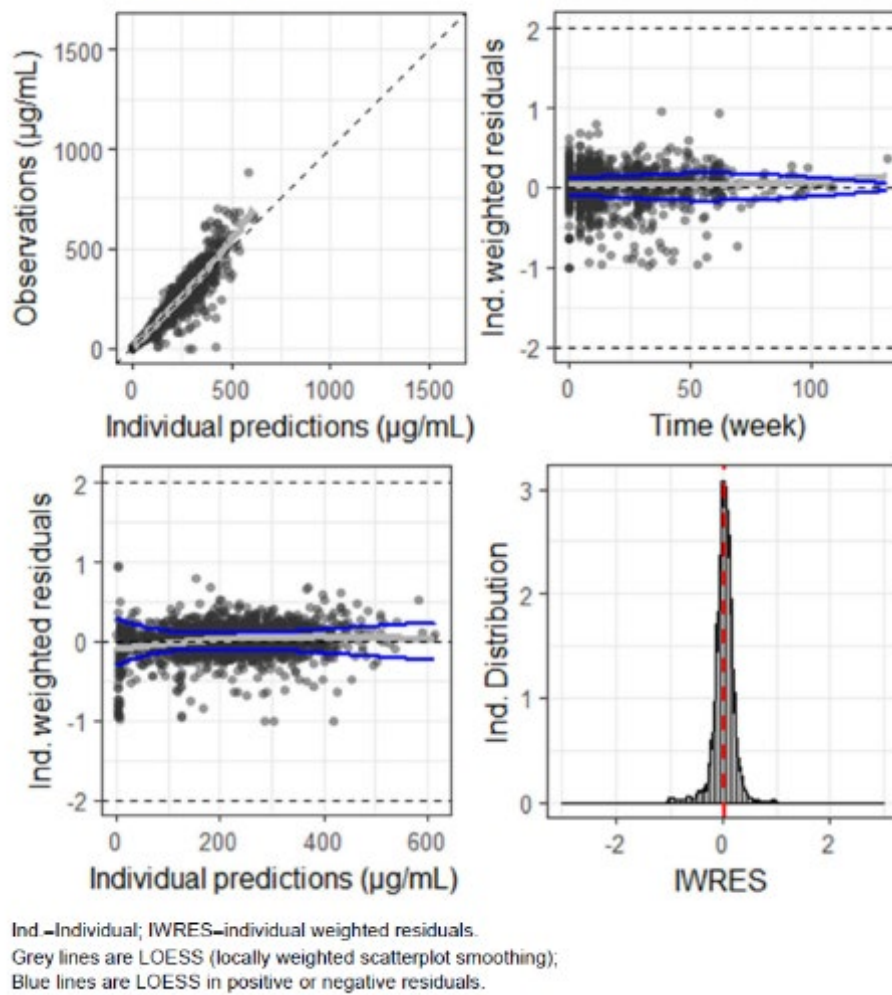 Observations (µg/mL)
1500
1000
500
0
0 500 1000 1500
Individual predictions (µg/mL)
Ind. weighted residuals
2
1
0
-1
-2
0 50 100
Time (week)
Ind. weighted residuals
2
1
0
-1
-2
0 200 400 600
Individual predictions (µg/mL)
Ind. Distribution
3
2
1
0
-2 0 2
IWRES
Ind.–Individual; IWRES–individual weighted residuals.
Grey lines are LOESS (locally weighted scatterplot smoothing);
Blue lines are LOESS in positive or negative residuals.